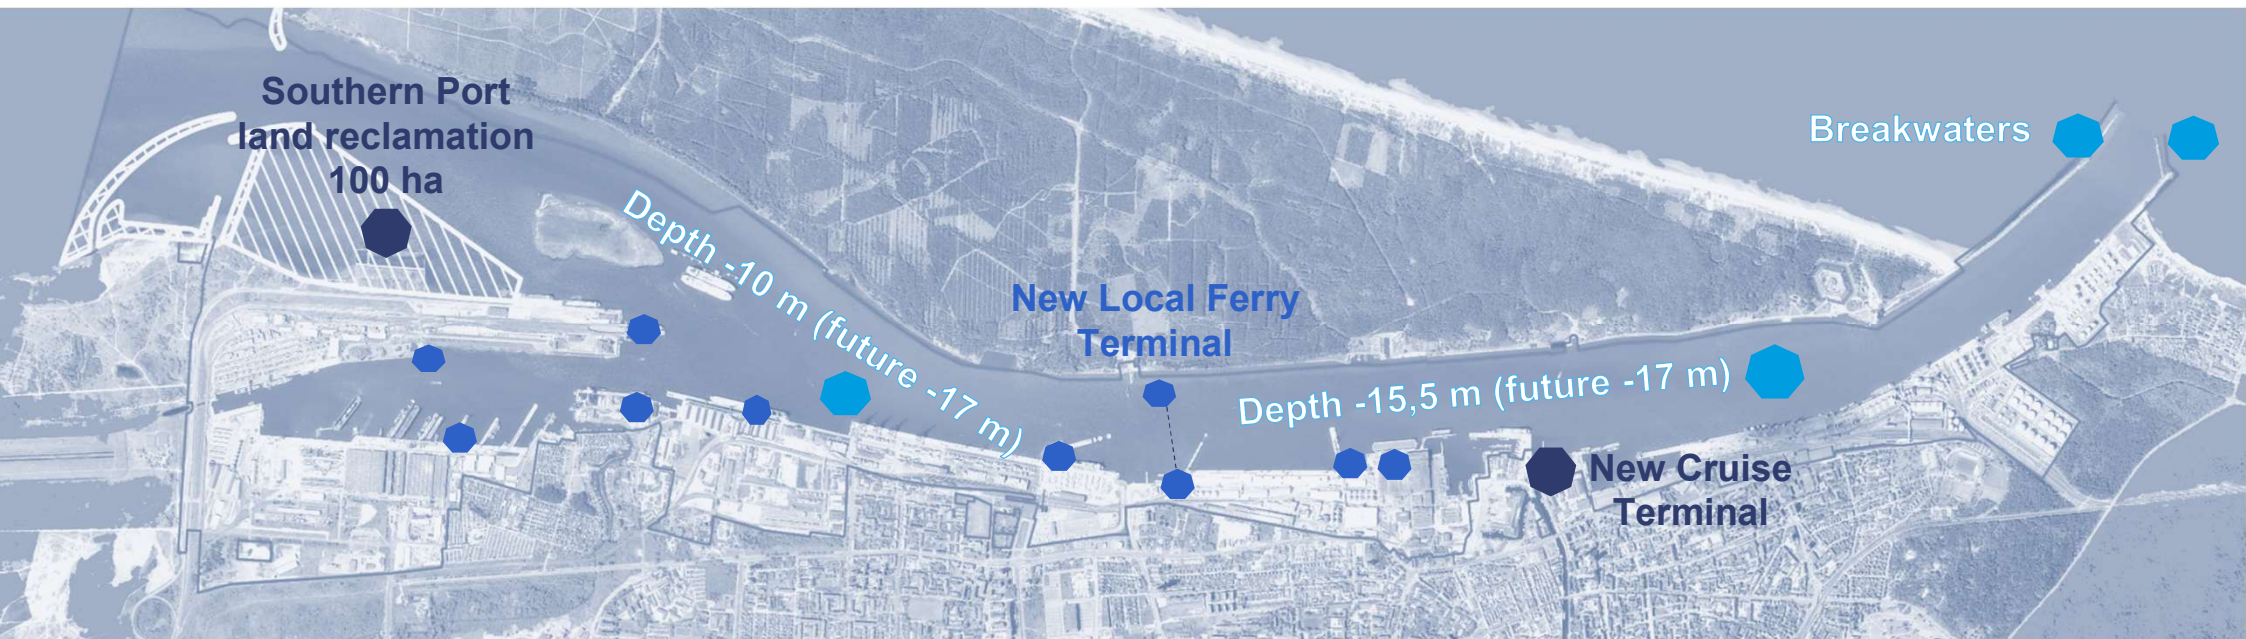 Southern Port
land reclamation
100 ha
Breakwaters
Depth -10 m (future -17 m)
New Local Ferry
Terminal
Depth -15,5 m (future -17 m)
New Cruise
Terminal